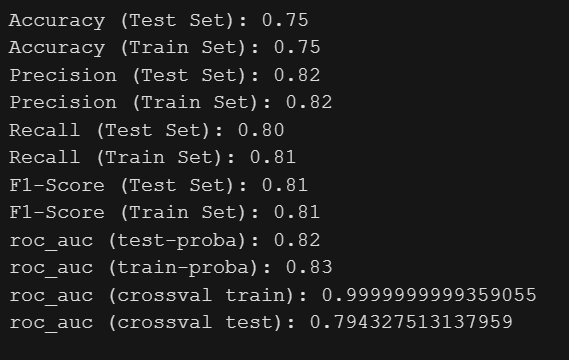 Accuracy (Test Set): 0.75
Accuracy (Train Set): 0.75
Precision (Test Set): 0.82
Precision (Train Set): 0.82
Recall (Test Set): 0.80
Recall (Train Set): 0.81
F1-Score (Test Set): 0.81
F1-Score (Train Set): 0.81
roc_auc (test-proba): 0.82
roc_auc (train-proba): 0.83
roc_auc (crossval train): 0.9999999999359055
roc_auc (crossval test): 0.794327513137959